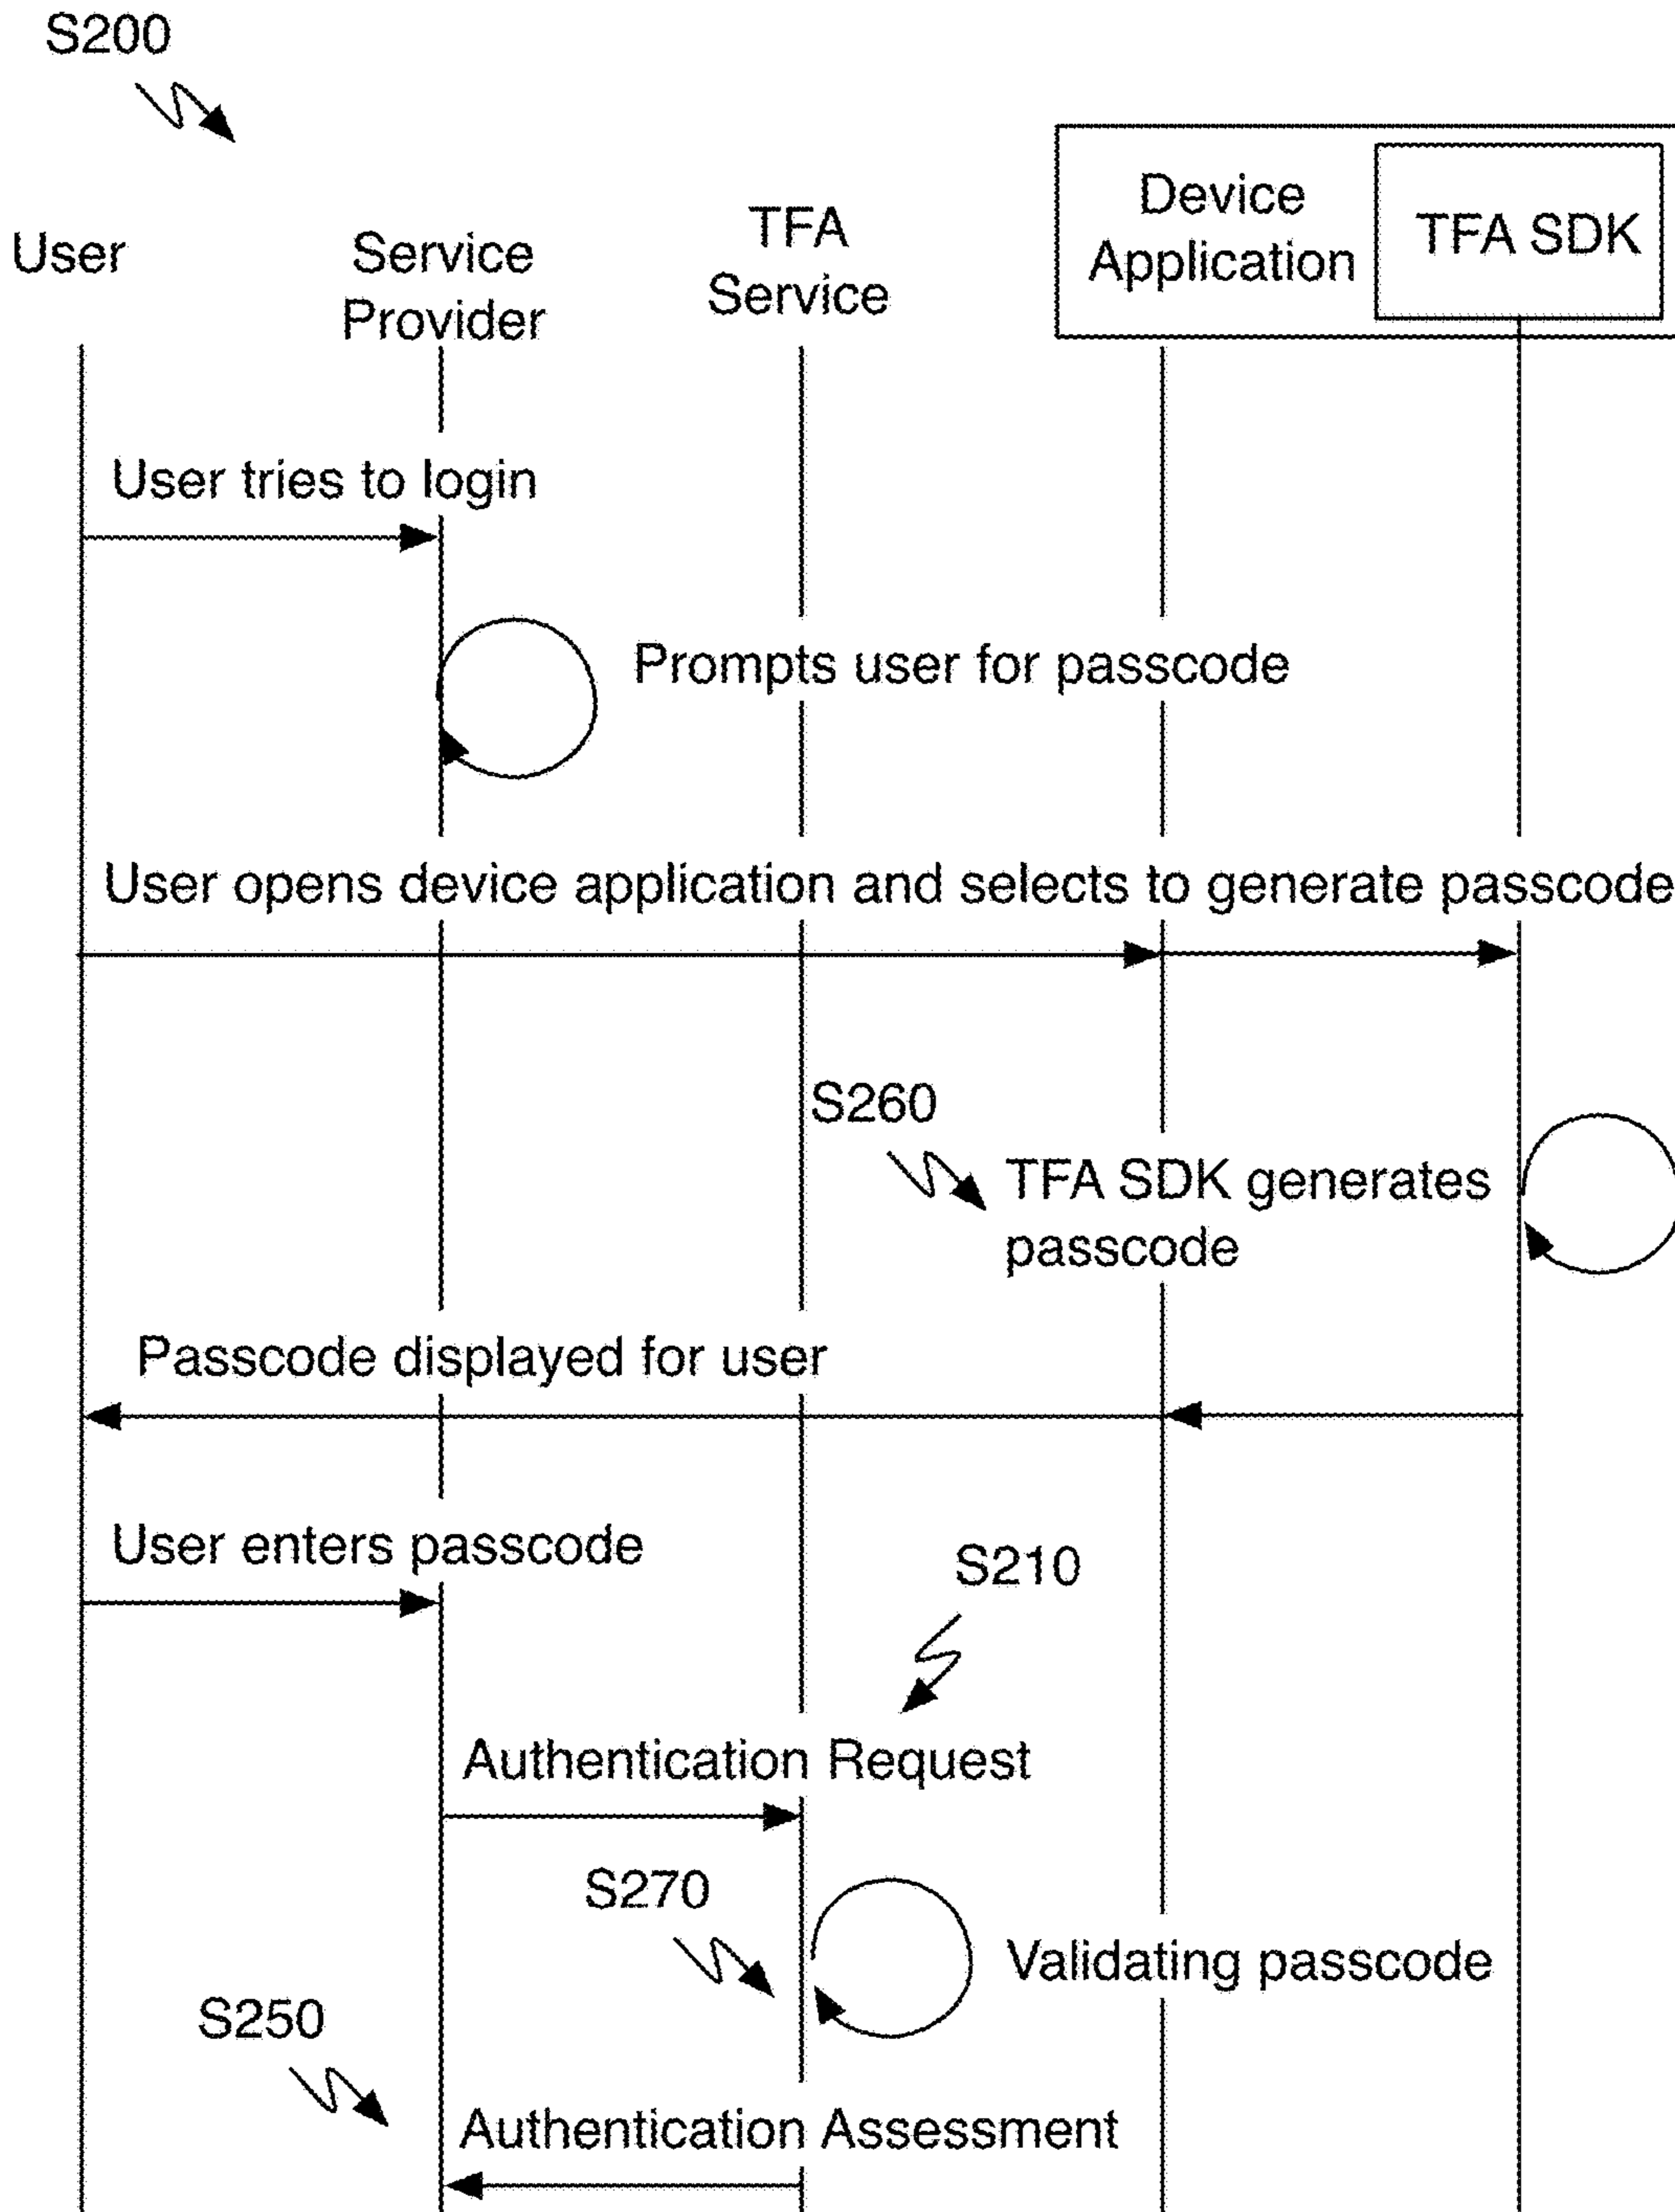 S200
User
Service
Provider
TFA
Service
Device
Application
TFA SDK
User tries to login
Prompts user for passcode
User opens device application and selects to generate passcode
S260
TFA SDK generates
passcode
Passcode displayed for user
User enters passcode
S210
Authentication Request
S270
Validating passcode
S250
Authentication Assessment